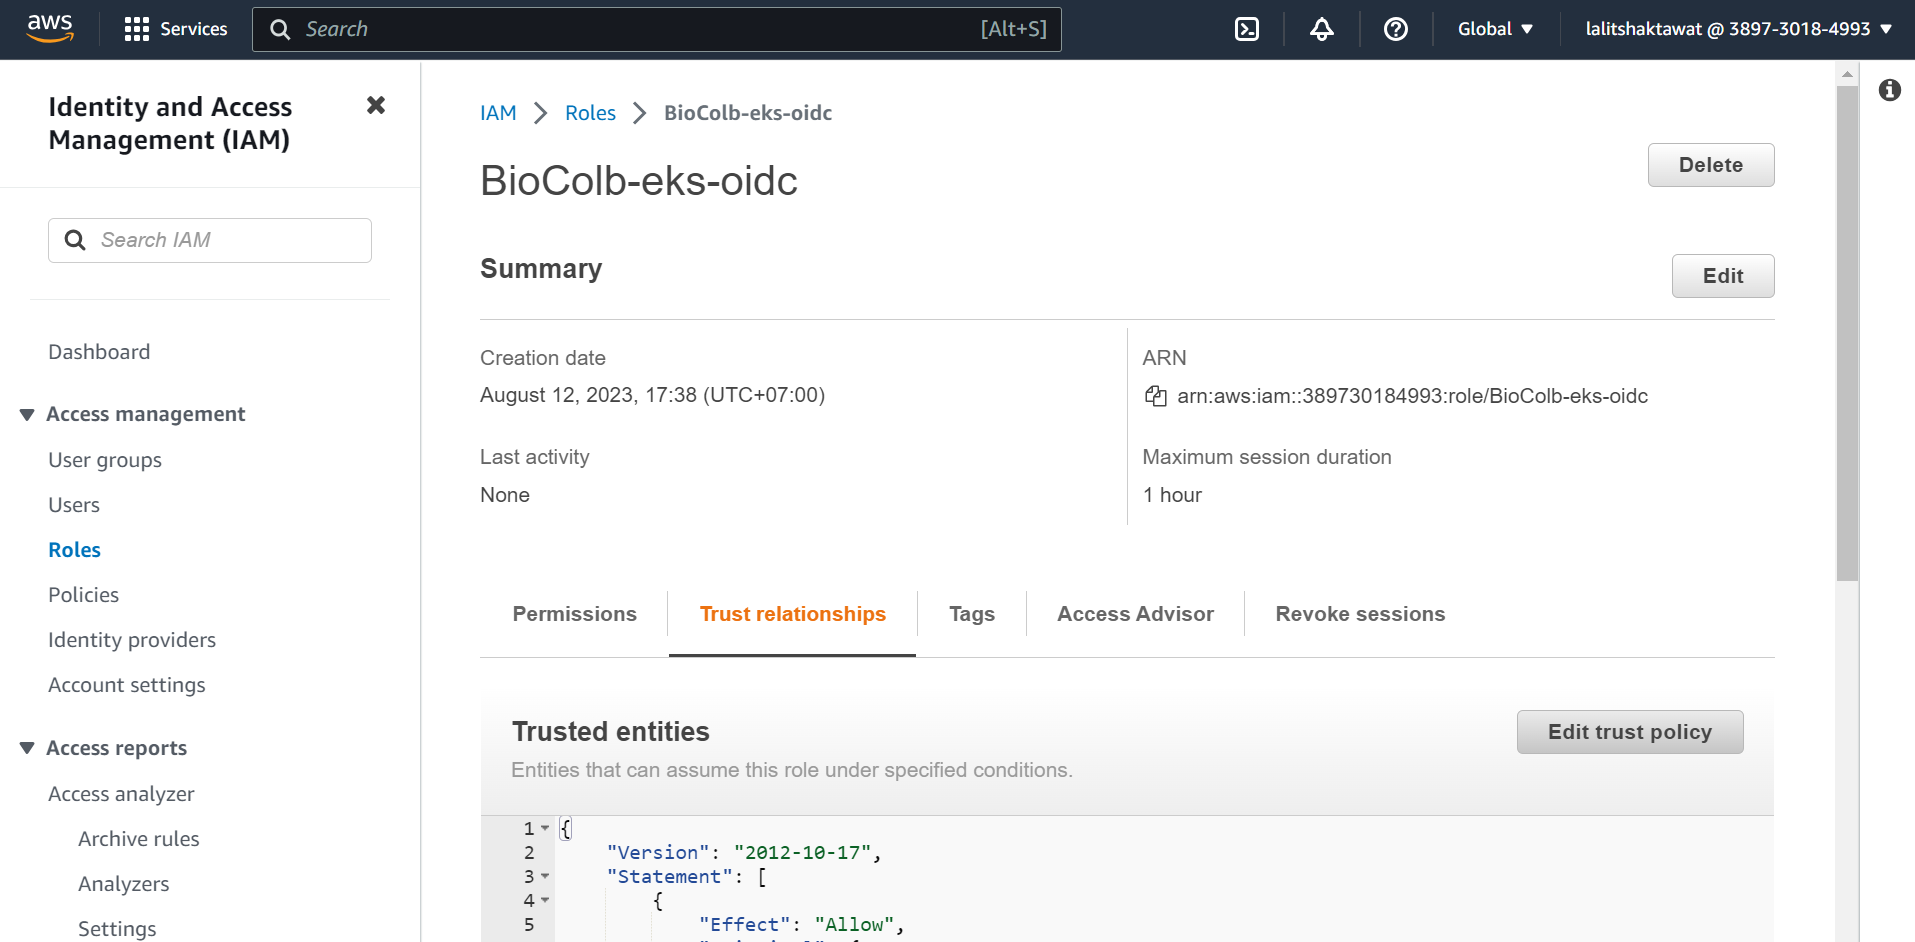 aws
Services
Search
[Alt+S]
Global
lalitshaktawat @ 3897-3018-4993
Identity and Access
Management (IAM)
Search IAM
Dashboard
Access management
User groups
Users
Roles
Policies
Identity providers
Account settings
Access reports
Access analyzer
Archive rules
Analyzers
Settings
IAM
Roles
BioColb-eks-oidc
BioColb-eks-oidc
Delete
Summary
Edit
Creation date
August 12, 2023, 17:38 (UTC+07:00)
Last activity
None
ARN
arn:aws:iam::389730184993:role/BioColb-eks-oidc
Maximum session duration
1 hour
Permissions
Trust relationships
Tags
Access Advisor
Revoke sessions
Trusted entities
Edit trust policy
Entities that can assume this role under specified conditions.
1 {
2 "Version": "2012-10-17",
3 "Statement": [
4 {
5 "Effect": "Allow",